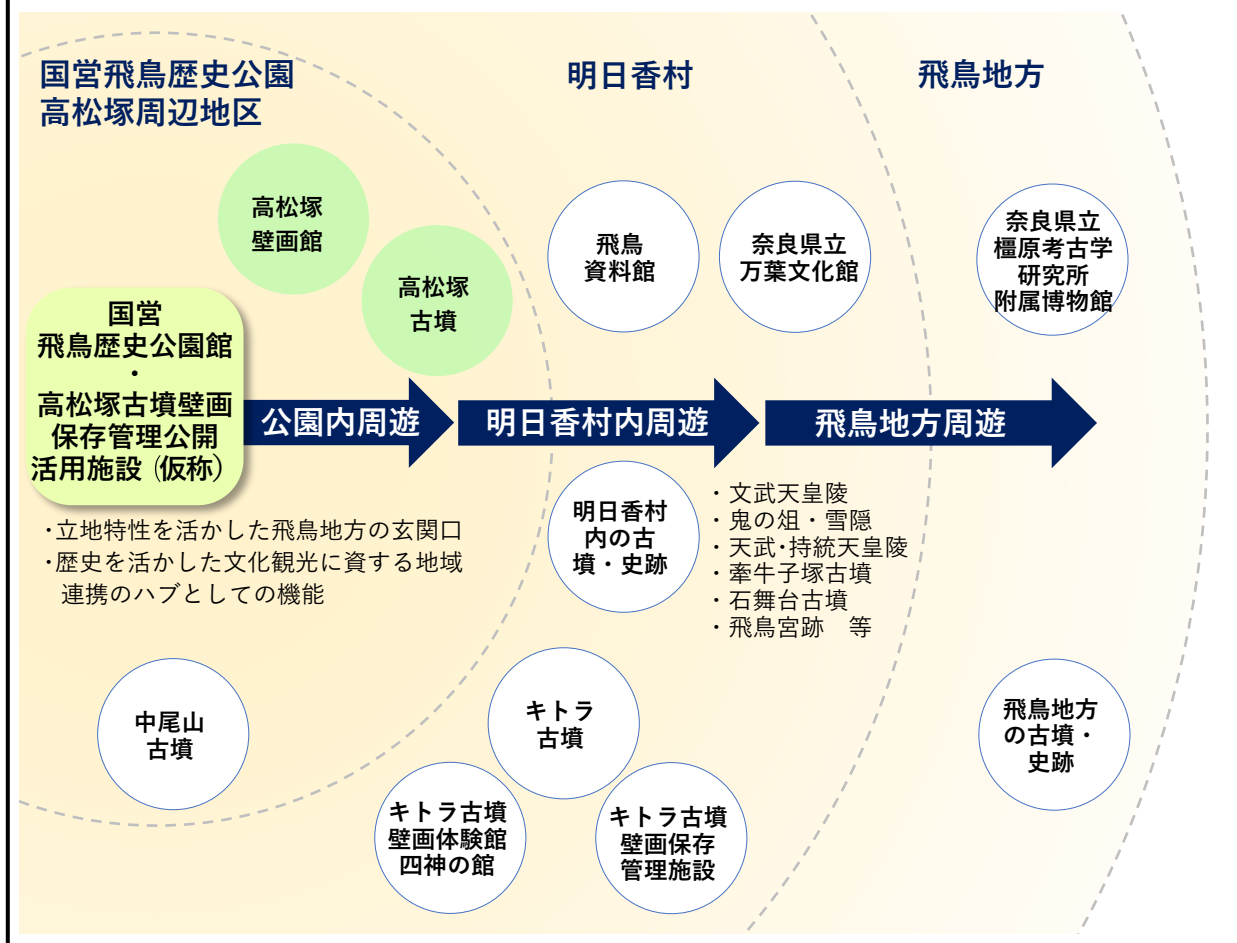 国営飛鳥歴史公園
高松塚周辺地区
明日香村
飛鳥地方
高松塚
壁画館
高松塚
古墳
飛鳥
資料館
奈良県立
万葉文化館
奈良県立
橿原考古学
研究所
附属博物館
国営
飛鳥歴史公園館
・
高松塚古墳壁画
保存管理公開
活用施設(仮称)
公園内周遊
明日香村内周遊
飛鳥地方周遊
・立地特性を活かした飛鳥地方の玄関口
・歴史を活かした文化観光に資する地域
連携のハブとしての機能
明日香村
内の古
墳・史跡
・文武天皇陵
・鬼の俎・雪隠
・天武・持統天皇陵
・牽牛子塚古墳
・石舞台古墳
・飛鳥宮跡　等
中尾山
古墳
キトラ
古墳
キトラ古墳
壁画体験館
四神の館
キトラ古墳
壁画保存
管理施設
飛鳥地方
の古墳・
史跡